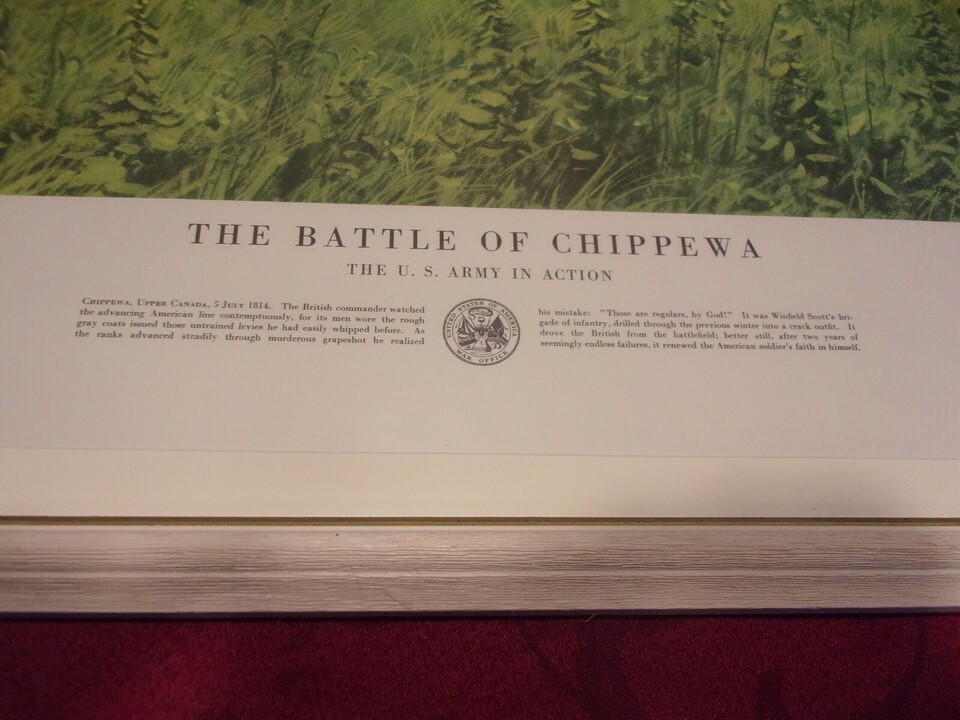 THE BATTLE OF CHIPPEWA
THE U. S. ARMY IN ACTION
CHIPPEWA, UPPER CANADA, 5 JULY 1814. The British commander watched
the advancing American line contemptuously, for its men wore the rough
gray coats issued those untrained levies he had easily whipped before. As
the ranks advanced steadily through murderous grapeshot he realized
UNITED STATES OF AMERICA
WAR OFFICE
his mistake: "Those are regulars, by God!" It was Winfield Scott's bri-
gade of infantry, drilled through the previous winter into a crack outfit. It
drove the British from the battlefield; better still, after two years of
seemingly endless failures, it renewed the American soldier's faith in himself.